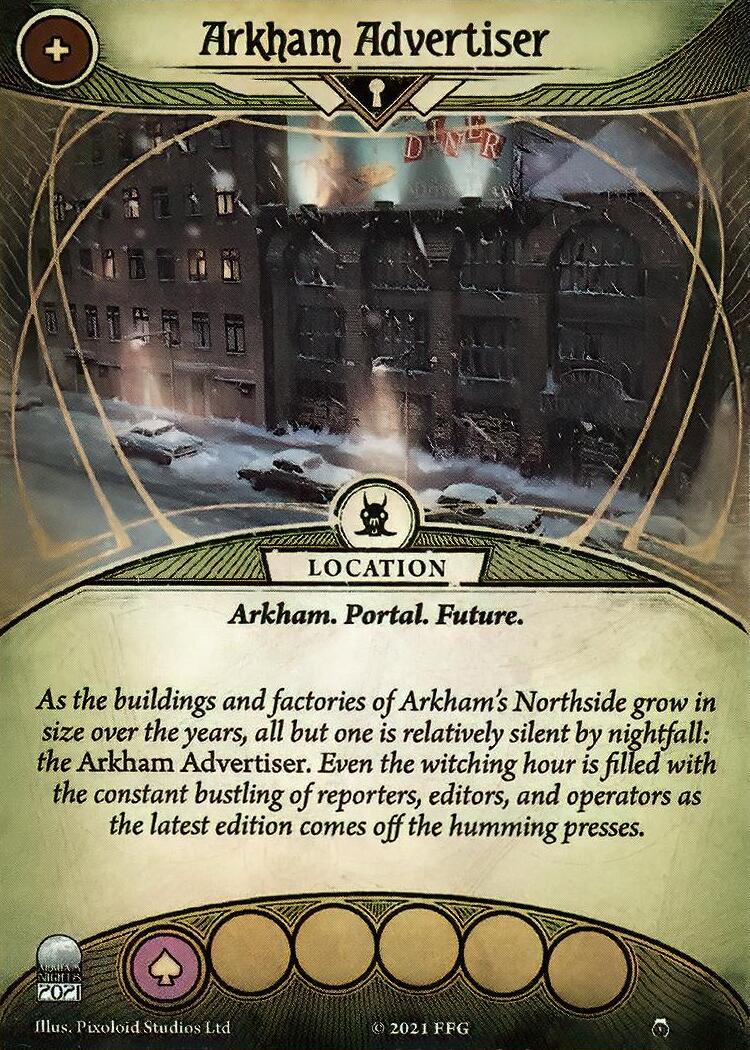 Arkham Advertiser
DINER
LOCATION
Arkham. Portal. Future.
As the buildings and factories of Arkham's Northside grow in
size over the years, all but one is relatively silent by nightfall:
the Arkham Advertiser. Even the witching hour is filled with
the constant bustling of reporters, editors, and operators as
the latest edition comes off the humming presses.
ARKHAM
NIGHTS
2021
Illus. Pixoloid Studios Ltd
© 2021 FFG